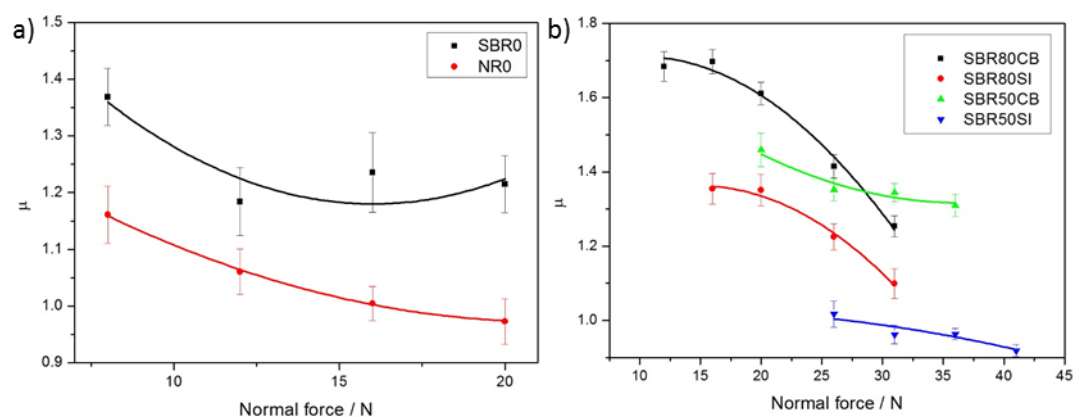 a)
1.5
1.4
1.3
1.2
1.1
1.0
0.9
μ
10
15
20
Normal force / N
SBR0
NR0
b)
1.8
1.6
1.4
1.2
1.0
μ
10
15
20
25
30
35
40
45
Normal force / N
SBR80CB
SBR80SI
SBR50CB
SBR50SI